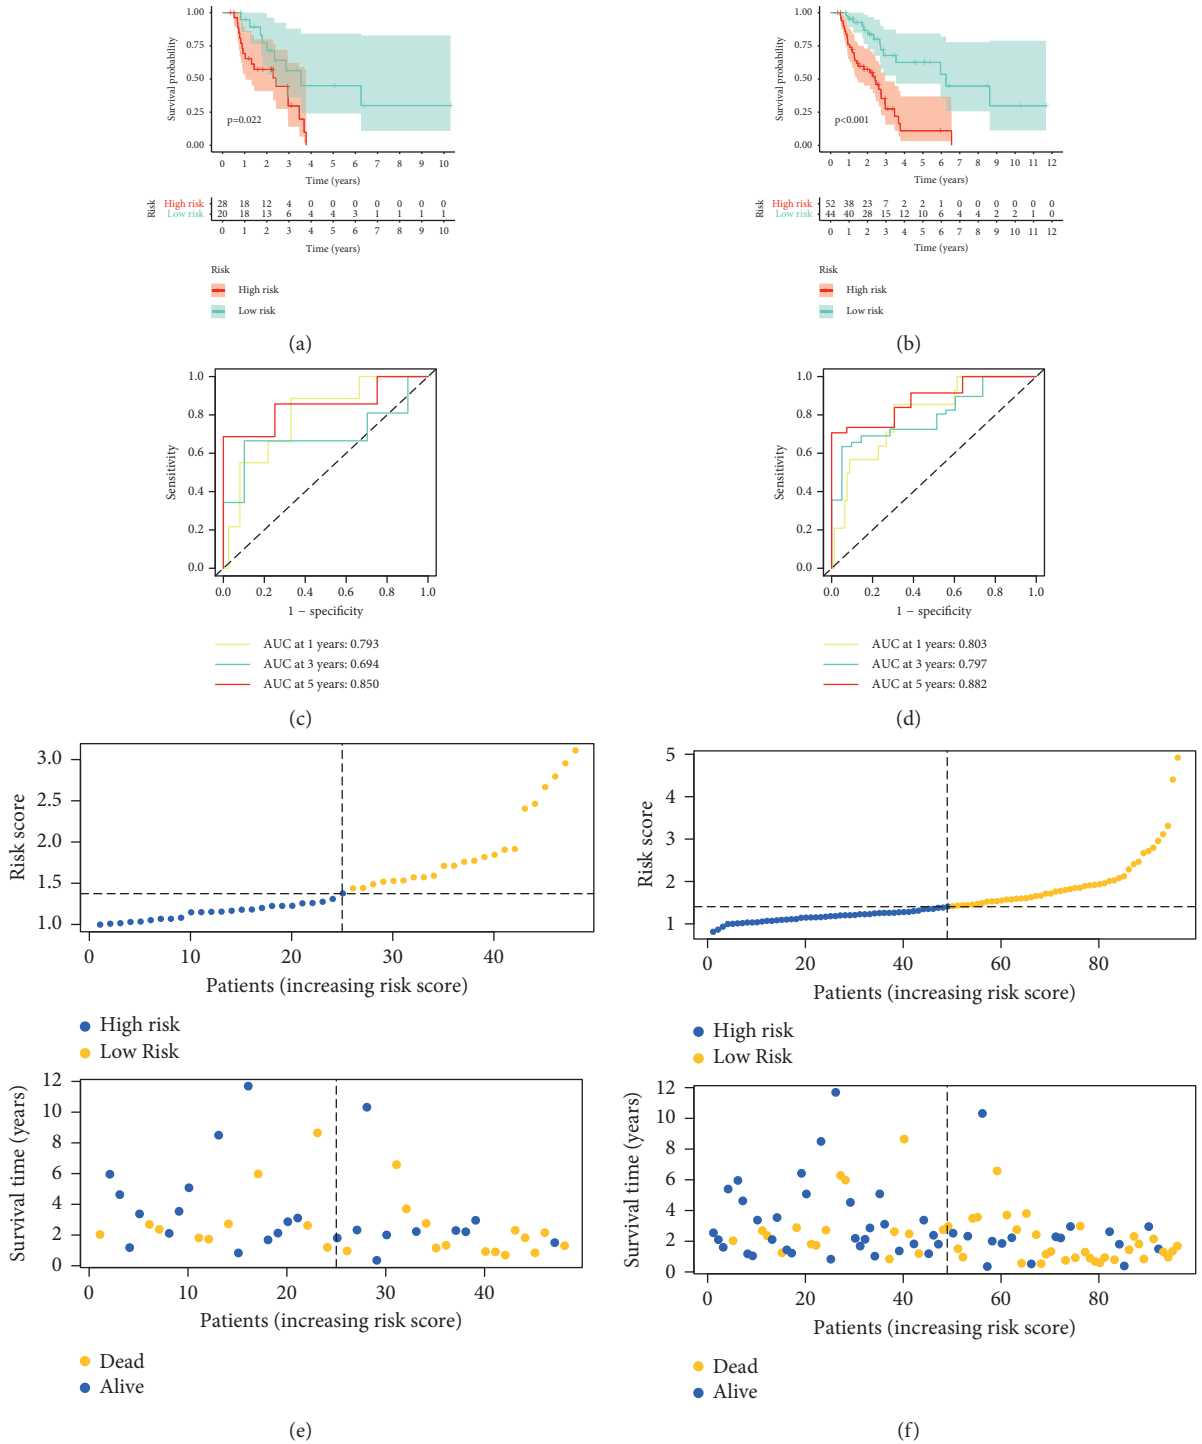 1.00
0.75
0.50
0.25
0.00
Survival probability
p=0.022
0 1 2 3 4 5 6 7 8 9 10
Time (years)
Risk
High risk 28 18 12 4 0 0 0 0 0 0 0
Low risk 20 18 13 6 4 4 3 1 1 1 1
0 1 2 3 4 5 6 7 8 9 10
Time (years)
Risk
High risk
Low risk
(a)
1.00
0.75
0.50
0.25
0.00
Survival probability
p<0.001
0 1 2 3 4 5 6 7 8 9 10 11 12
Time (years)
Risk
High risk 52 38 23 7 2 2 1 0 0 0 0 0 0
Low risk 44 40 28 15 12 10 6 4 4 2 2 1 0
0 1 2 3 4 5 6 7 8 9 10 11 12
Time (years)
Risk
High risk
Low risk
(b)
1.0
0.8
0.6
0.4
0.2
0.0
Sensitivity
0.0 0.2 0.4 0.6 0.8 1.0
1 − specificity
AUC at 1 years: 0.793
AUC at 3 years: 0.694
AUC at 5 years: 0.850
(c)
1.0
0.8
0.6
0.4
0.2
0.0
Sensitivity
0.0 0.2 0.4 0.6 0.8 1.0
1 − specificity
AUC at 1 years: 0.803
AUC at 3 years: 0.797
AUC at 5 years: 0.882
(d)
3.0
2.5
2.0
1.5
1.0
Risk score
0 10 20 30 40
Patients (increasing risk score)
High risk
Low Risk
12
10
8
6
4
2
0
Survival time (years)
0 10 20 30 40
Patients (increasing risk score)
Dead
Alive
(e)
5
4
3
2
1
Risk score
0 20 40 60 80
Patients (increasing risk score)
High risk
Low Risk
12
10
8
6
4
2
0
Survival time (years)
0 20 40 60 80
Patients (increasing risk score)
Dead
Alive
(f)